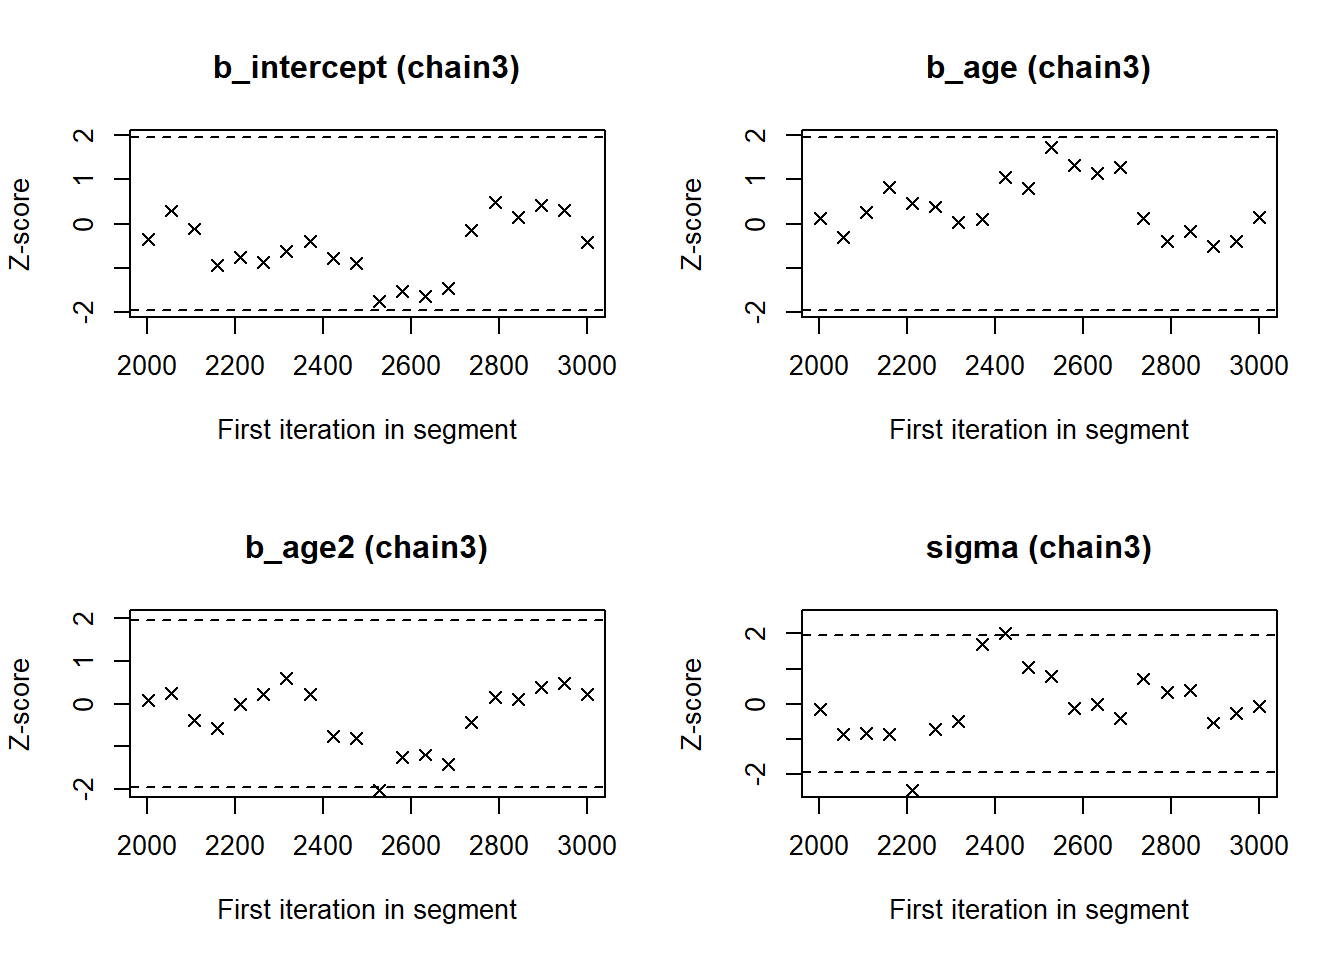 b_intercept (chain3)
Z-score
2
1
0
-2
2000 2200 2400 2600 2800 3000
First iteration in segment
b_age (chain3)
Z-score
2
1
0
-2
2000 2200 2400 2600 2800 3000
First iteration in segment
b_age2 (chain3)
Z-score
2
1
0
-2
2000 2200 2400 2600 2800 3000
First iteration in segment
sigma (chain3)
Z-score
2
0
-2
2000 2200 2400 2600 2800 3000
First iteration in segment